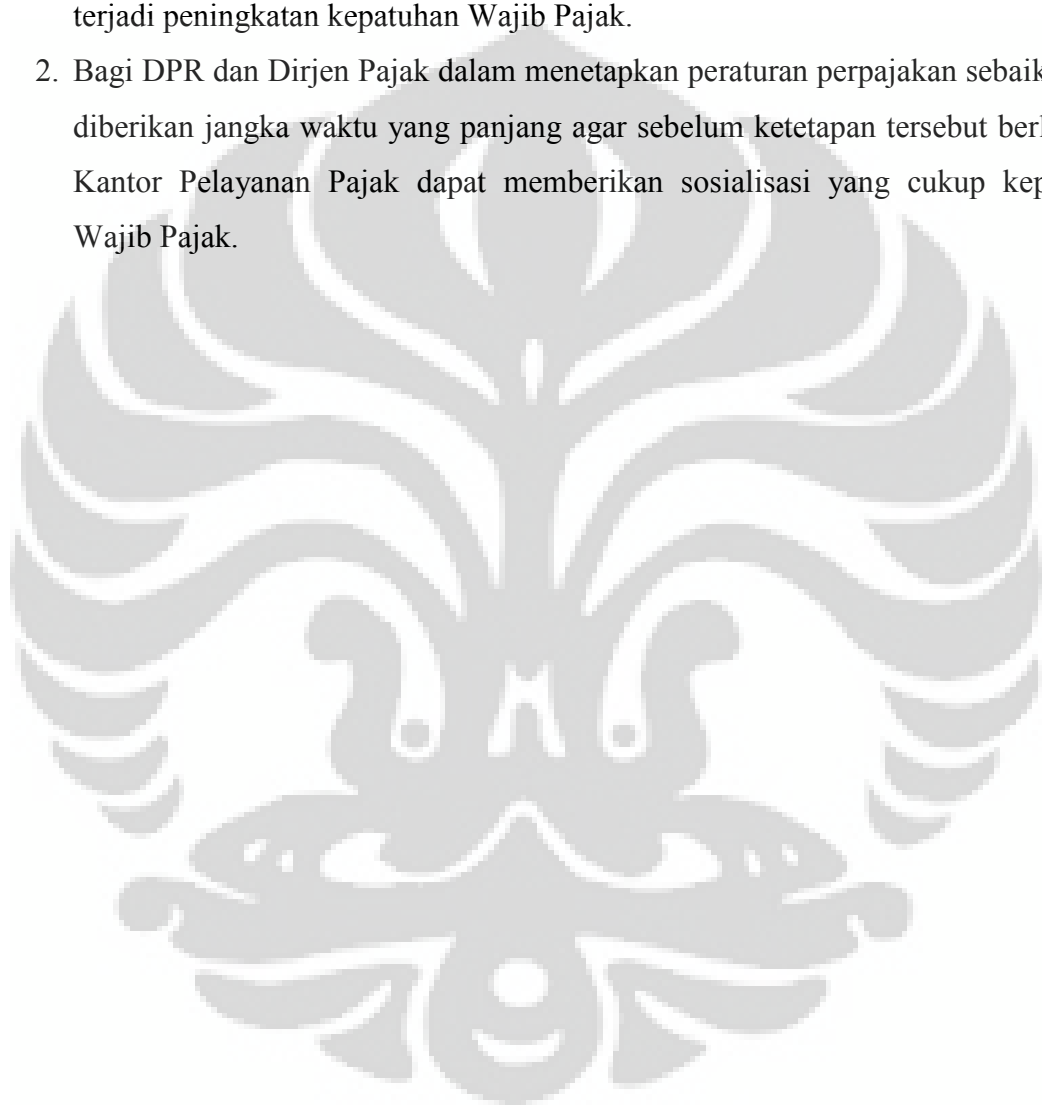 terjadi peningkatan kepatuhan Wajib Pajak.
2. Bagi DPR dan Dirjen Pajak dalam menetapkan peraturan perpajakan sebaik
diberikan jangka waktu yang panjang agar sebelum ketetapan tersebut berl
Kantor Pelayanan Pajak dapat memberikan sosialisasi yang cukup kep
Wajib Pajak.